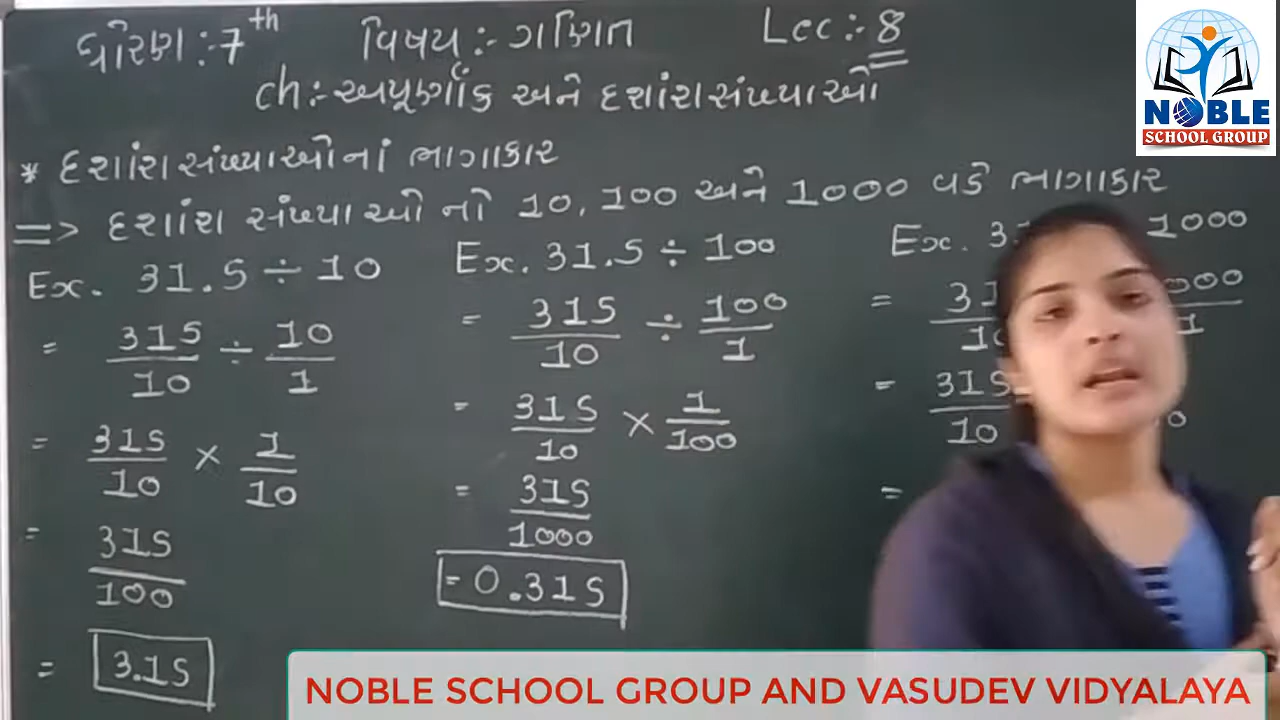 ધોરણ :- 7th વિષય :- ગણિત Lec :- 8
ch :- અપૂર્ણાંક અને દશાંશ સંખ્યાઓ
* દશાંશ સંખ્યાઓનાં ભાગાકાર
=> દશાંશ સંખ્યાઓનો 10, 100 અને 1000 વડે ભાગાકાર
Ex. 31.5 ÷ 10
= 315/10 ÷ 10/1
= 315/10 × 1/10
= 315/100
= 3.15
Ex. 31.5 ÷ 100
= 315/10 ÷ 100/1
= 315/10 × 1/100
= 315/1000
= 0.315
Ex. 1000
=
= 315/10
=
NOBLE
SCHOOL GROUP
NOBLE SCHOOL GROUP AND VASUDEV VIDYALAYA